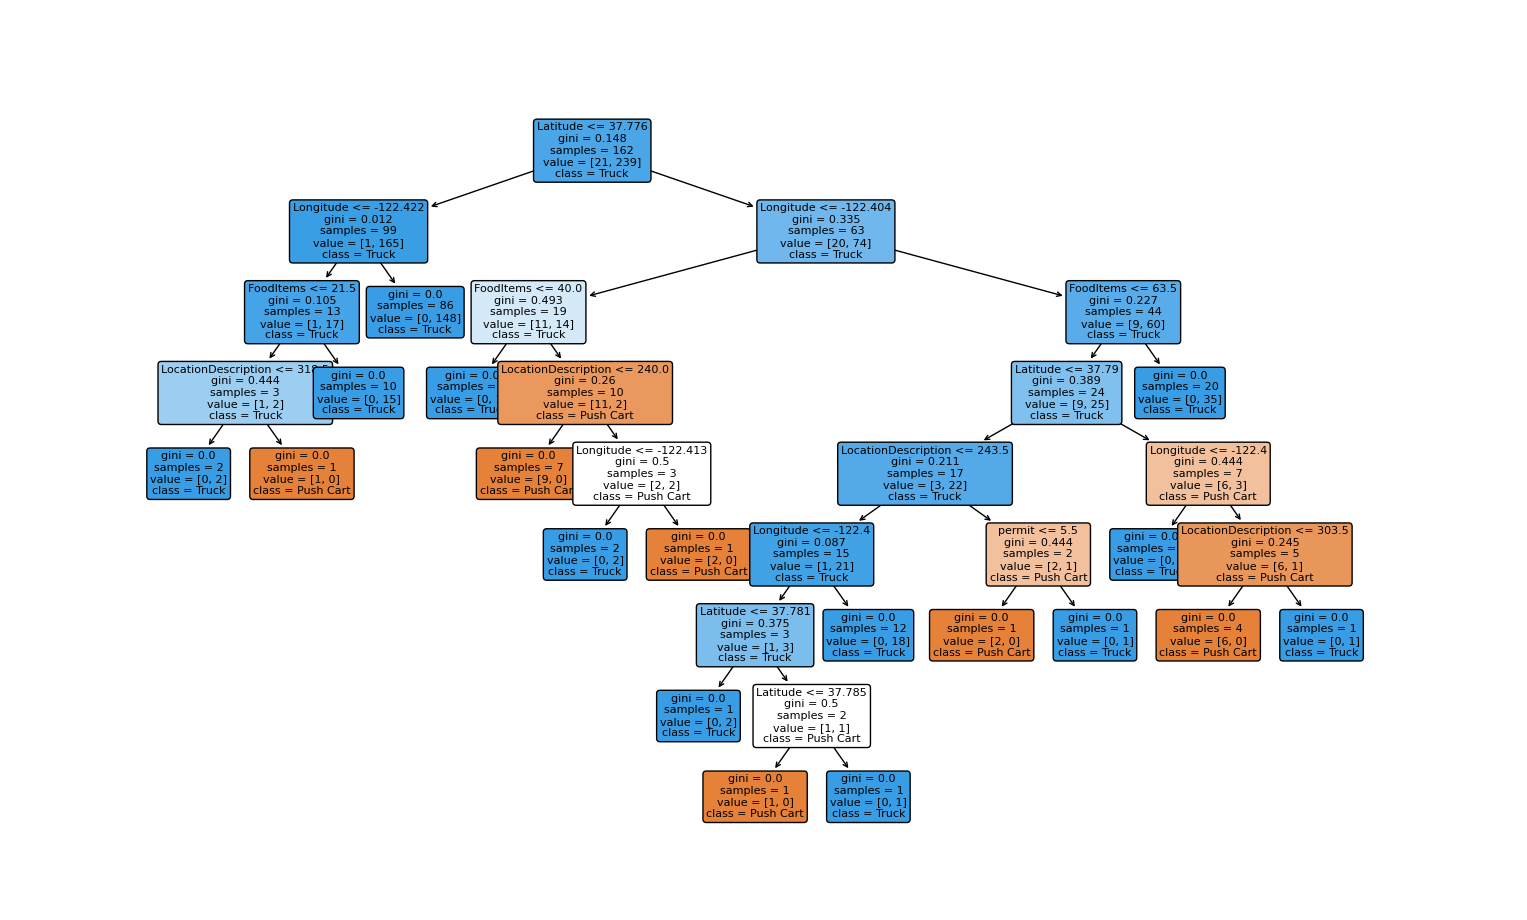 Latitude <= 37.776
gini = 0.148
samples = 162
value = [21, 239]
class = Truck
Longitude <= -122.422
gini = 0.012
samples = 99
value = [1, 165]
class = Truck
Longitude <= -122.404
gini = 0.335
samples = 63
value = [20, 74]
class = Truck
FoodItems <= 21.5
gini = 0.105
samples = 13
value = [1, 17]
class = Truck
gini = 0.0
samples = 86
value = [0, 148]
class = Truck
FoodItems <= 40.0
gini = 0.493
samples = 19
value = [11, 14]
class = Truck
FoodItems <= 63.5
gini = 0.227
samples = 44
value = [9, 60]
class = Truck
LocationDescription <= 318.5
gini = 0.444
samples = 3
value = [1, 2]
class = Truck
gini = 0.0
samples = 10
value = [0, 15]
class = Truck
gini = 0.0
samples =
value = [0,
class =
LocationDescription <= 240.0
gini = 0.26
samples = 10
value = [11, 2]
class = Push Cart
Latitude <= 37.79
gini = 0.389
samples = 24
value = [9, 25]
class = Truck
gini = 0.0
samples = 20
value = [0, 35]
class = Truck
gini = 0.0
samples = 2
value = [0, 2]
class = Truck
gini = 0.0
samples = 1
value = [1, 0]
class = Push Cart
gini = 0.0
samples = 7
value = [9, 0]
class = Push Cart
Longitude <= -122.413
gini = 0.5
samples = 3
value = [2, 2]
class = Push Cart
LocationDescription <= 243.5
gini = 0.211
samples = 17
value = [3, 22]
class = Truck
Longitude <= -122.4
gini = 0.444
samples = 7
value = [6, 3]
class = Push Cart
gini = 0.0
samples = 2
value = [0, 2]
class = Truck
gini = 0.0
samples = 1
value = [2, 0]
class = Push Cart
Longitude <= -122.4
gini = 0.087
samples = 15
value = [1, 21]
class = Truck
permit <= 5.5
gini = 0.444
samples = 2
value = [2, 1]
class = Push Cart
gini = 0.0
samples =
value = [0,
class =
LocationDescription <= 303.5
gini = 0.245
samples = 5
value = [6, 1]
class = Push Cart
Latitude <= 37.781
gini = 0.375
samples = 3
value = [1, 3]
class = Truck
gini = 0.0
samples = 12
value = [0, 18]
class = Truck
gini = 0.0
samples = 1
value = [2, 0]
class = Push Cart
gini = 0.0
samples = 1
value = [0, 1]
class = Truck
gini = 0.0
samples = 4
value = [6, 0]
class = Push Cart
gini = 0.0
samples = 1
value = [0, 1]
class = Truck
gini = 0.0
samples = 1
value = [0, 2]
class = Truck
Latitude <= 37.785
gini = 0.5
samples = 2
value = [1, 1]
class = Push Cart
gini = 0.0
samples = 1
value = [1, 0]
class = Push Cart
gini = 0.0
samples = 1
value = [0, 1]
class = Truck